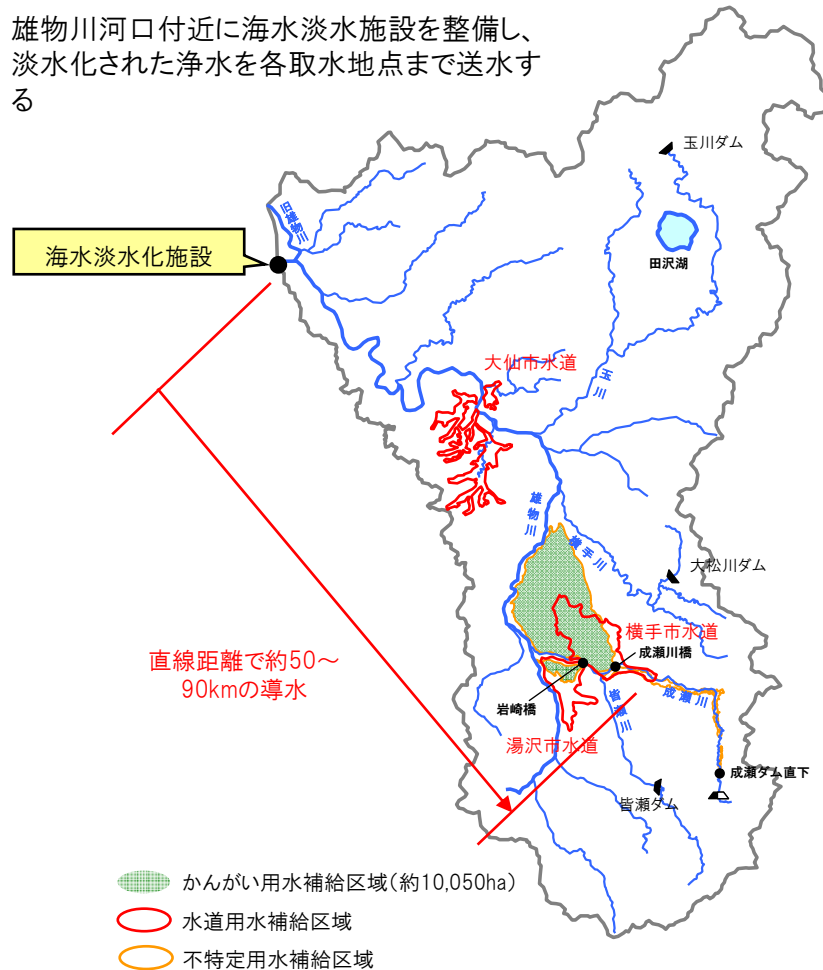 雄物川河口付近に海水淡水施設を整備し、
淡水化された浄水を各取水地点まで送水す
る
玉川ダム
旧雄物川
海水淡水化施設
田沢湖
大仙市水道
玉川
雄物川
横手川
大松川ダム
横手市水道
成瀬川橋
直線距離で約50～
90kmの導水
岩崎橋
皆瀬川
成瀬川
湯沢市水道
成瀬ダム直下
皆瀬ダム
かんがい用水補給区域(約10,050ha)
水道用水補給区域
不特定用水補給区域